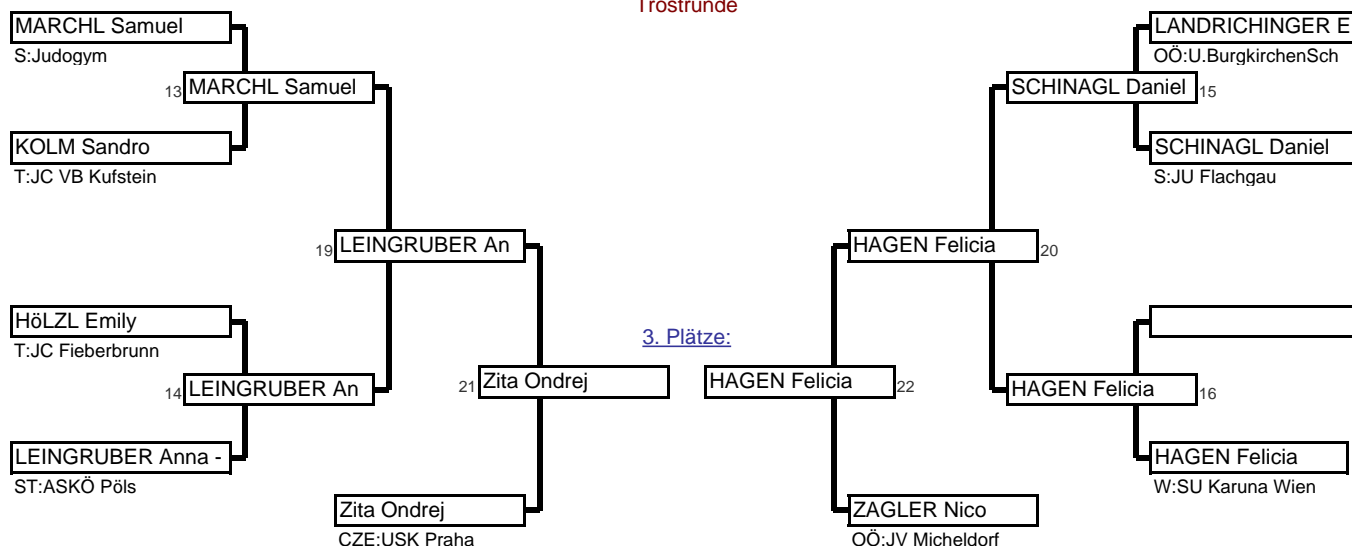 Trostrunde
MARCHL Samuel
S:Judogym
13 MARCHL Samuel
KOLM Sandro
T:JC VB Kufstein
19 LEINGRUBER An
HöLZL Emily
T:JC Fieberbrunn
14 LEINGRUBER An
LEINGRUBER Anna -
ST:ASKÖ Pöls
21 Zita Ondrej
Zita Ondrej
CZE:USK Praha
3. Plätze:
LANDRICHINGER E
OÖ:U.BurgkirchenSch
SCHINAGL Daniel 15
SCHINAGL Daniel
S:JU Flachgau
HAGEN Felicia 20
HAGEN Felicia 22
HAGEN Felicia 16
HAGEN Felicia
W:SU Karuna Wien
ZAGLER Nico
OÖ:JV Micheldorf